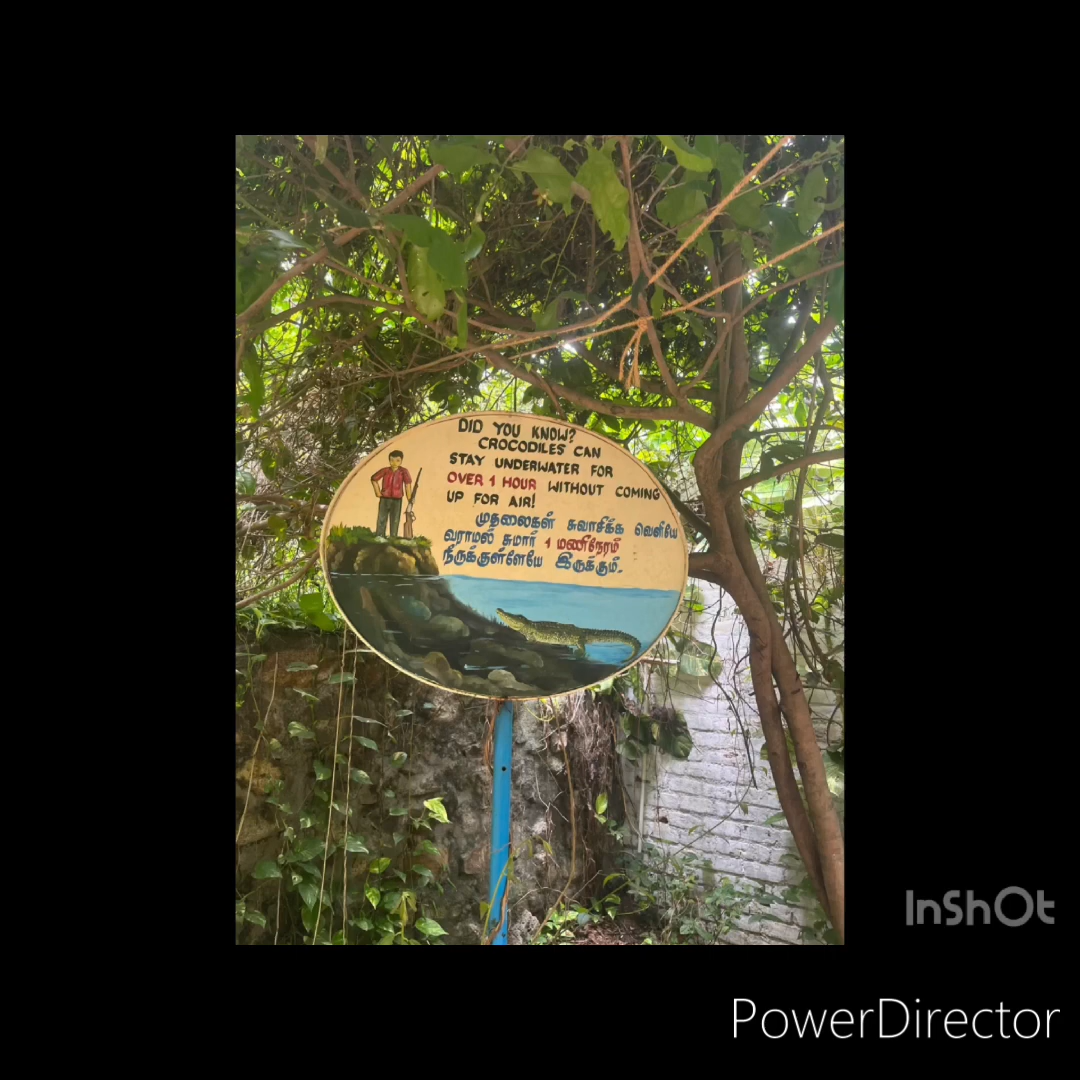 DID YOU KNOW?
CROCODILES CAN
STAY UNDERWATER FOR
OVER 1 HOUR WITHOUT COMING
UP FOR AIR!
முதலைகள் சுவாசிக்க வெளியே
வராமல் சுமார் 1 மணிநேரம்
நீருக்குள்ளேயே இருக்கும்.
InShOt
PowerDirector